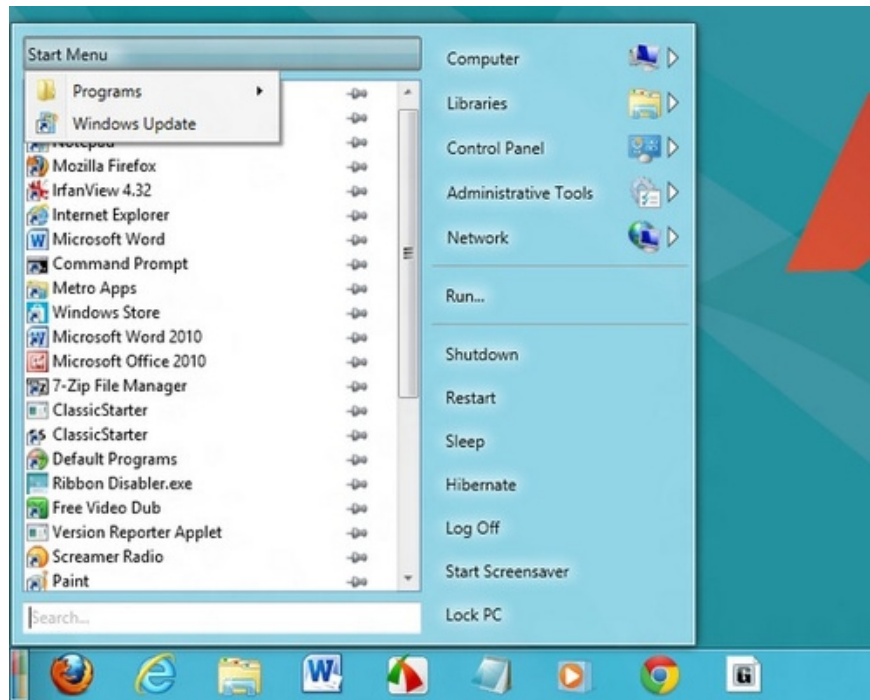 Start Menu
Programs
Windows Update
Notepad
Mozilla Firefox
IrfanView 4.32
Internet Explorer
Microsoft Word
Command Prompt
Metro Apps
Windows Store
Microsoft Word 2010
Microsoft Office 2010
7-Zip File Manager
ClassicStarter
ClassicStarter
Default Programs
Ribbon Disabler.exe
Free Video Dub
Version Reporter Applet
Screamer Radio
Paint
Search...
Computer
Libraries
Control Panel
Administrative Tools
Network
Run...
Shutdown
Restart
Sleep
Hibernate
Log Off
Start Screensaver
Lock PC